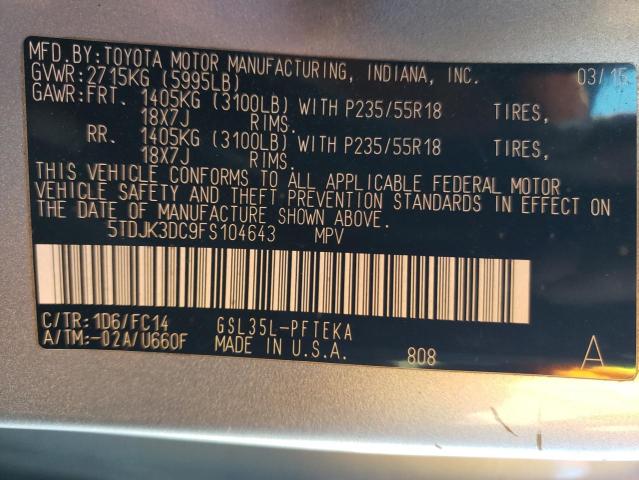 MFD.BY:TOYOTA MOTOR MANUFACTURING, INDIANA, INC. 03/15
GVWR:2715KG (5995LB)
GAWR:FRT. 1405KG (3100LB) WITH P235/55R18 TIRES,
18X7J RIMS.
RR. 1405KG (3100LB) WITH P235/55R18 TIRES,
18X7J RIMS.
THIS VEHICLE CONFORMS TO ALL APPLICABLE FEDERAL MOTOR
VEHICLE SAFETY AND THEFT PREVENTION STANDARDS IN EFFECT ON
THE DATE OF MANUFACTURE SHOWN ABOVE.
5TDJK3DC9FS104643 MPV
C/TR:1D6/FC14 GSL35L-PFTEKA
A/TM:-02A/U660F MADE IN U.S.A. 808 A